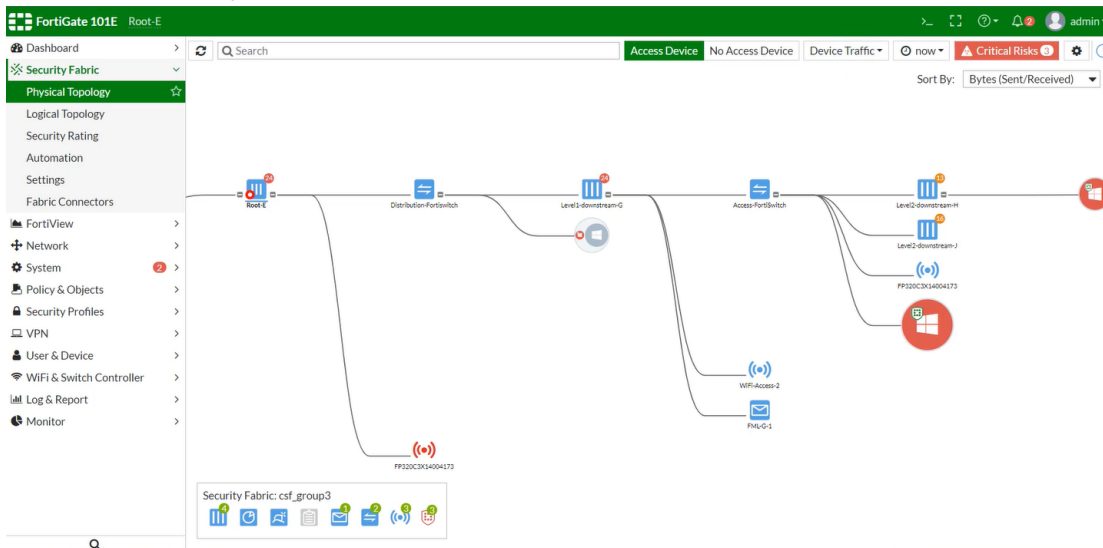 FortiGate 101E Root-E
>_
2
admin
Dashboard
Search
Access Device
No Access Device
Device Traffic
now
Critical Risks 3
Security Fabric
Sort By: Bytes (Sent/Received)
Physical Topology
Logical Topology
Security Rating
Automation
Settings
Fabric Connectors
FortiView
Network
System 2
Policy & Objects
Security Profiles
VPN
User & Device
WiFi & Switch Controller
Log & Report
Monitor
24
Root-E
Distribution-FortiSwitch
24
Level1-downstream-G
Access-FortiSwitch
13
Level2-downstream-H
16
Level2-downstream-J
FP320C3X14004173
WiFi-Access-2
FML-G-1
FP320C3X14004173
Security Fabric: csf_group3
4
1
2
3
3